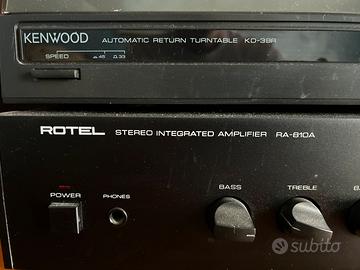 KENWOOD AUTOMATIC RETURN TURNTABLE KD-38R
SPEED 45 33
ROTEL STEREO INTEGRATED AMPLIFIER RA-810A
POWER PHONES BASS TREBLE
subito